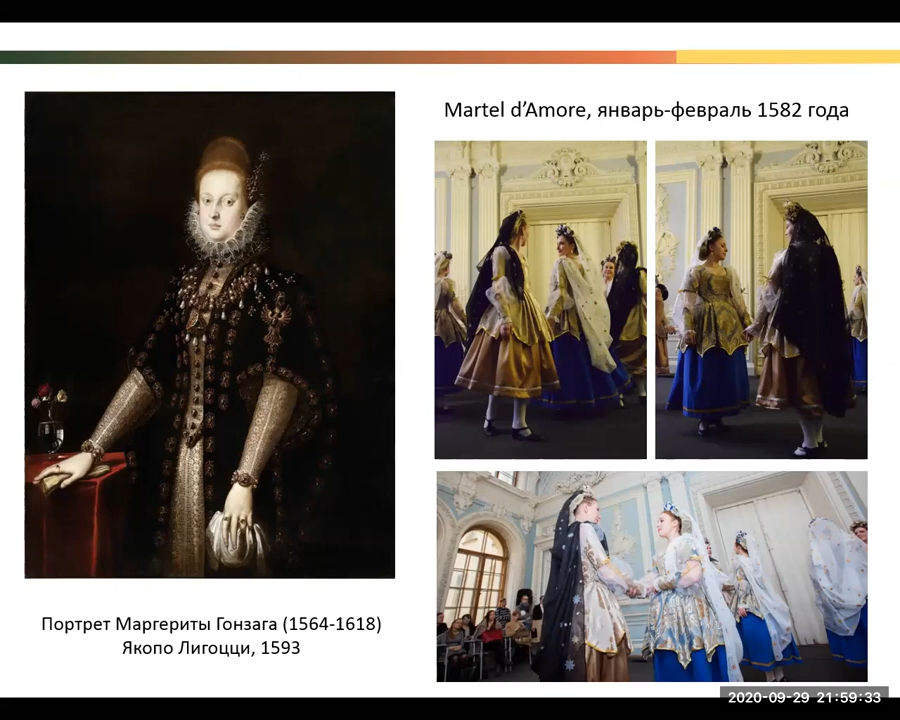 Martel d’Amore, январь-февраль 1582 года
Портрет Маргериты Гонзага (1564-1618)
Якопо Лигоцци, 1593
2020-09-29 21:59:33